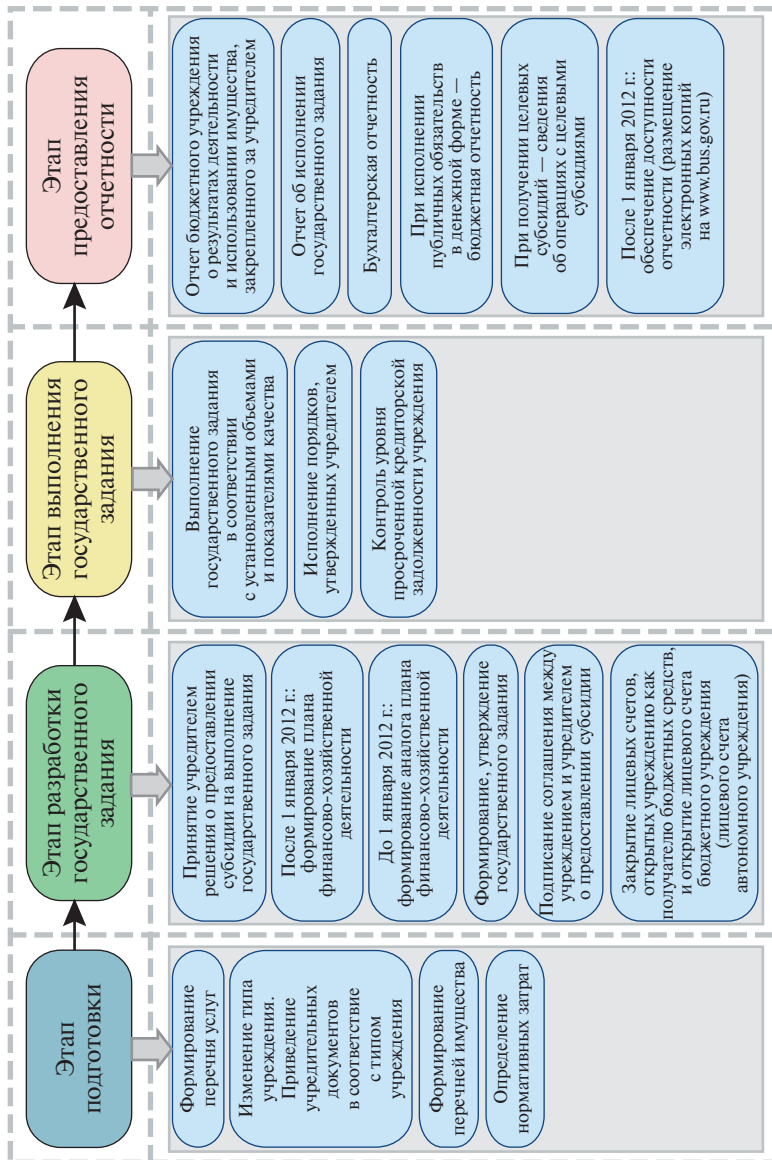 Этап
подготовки
Формирование
перечня услуг
Изменение типа
учреждения.
Приведение
учредительных
документов
в соответствие
с типом
учреждения
Формирование
перечней имущества
Определение
нормативных затрат
Этап разработки
государственного
задания
Принятие учредителем
решения о предоставлении
субсидии на выполнение
государственного задания
После 1 января 2012 г.:
формирование плана
финансово-хозяйственной
деятельности
До 1 января 2012 г.:
формирование аналога плана
финансово-хозяйственной
деятельности
Формирование, утверждение
государственного задания
Подписание соглашения между
учреждением и учредителем
о предоставлении субсидии
Закрытие лицевых счетов,
открытых учреждению как
получателю бюджетных средств,
и открытие лицевого счета
бюджетного учреждения
(лицевого счета
автономного учреждения)
Этап выполнения
государственного
задания
Выполнение
государственного задания
в соответствии
с установленными объемами
и показателями качества
Исполнение порядков,
утвержденных учредителем
Контроль уровня
просроченной кредиторской
задолженности учреждения
Этап
предоставления
отчетности
Отчет бюджетного учреждения
о результатах деятельности
и использовании имущества,
закрепленного за учредителем
Отчет об исполнении
государственного задания
Бухгалтерская отчетность
При исполнении
публичных обязательств
в денежной форме —
бюджетная отчетность
При получении целевых
субсидий — сведения
об операциях с целевыми
субсидиями
После 1 января 2012 г.:
обеспечение доступности
отчетности (размещение
электронных копий
на www.bus.gov.ru)